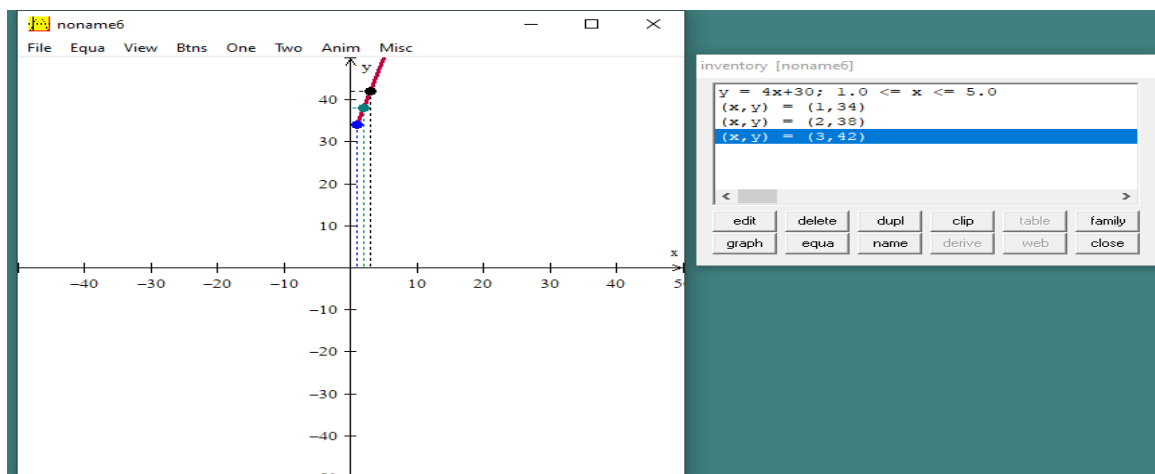 noname6
File Equa View Btns One Two Anim Misc
y
40
30
20
10
x
−40 −30 −20 −10 10 20 30 40 5
−10
−20
−30
−40
inventory [noname6]
y = 4x+30; 1.0 <= x <= 5.0
(x,y) = (1,34)
(x,y) = (2,38)
(x,y) = (3,42)
edit delete dupl clip table family
graph equa name derive web close